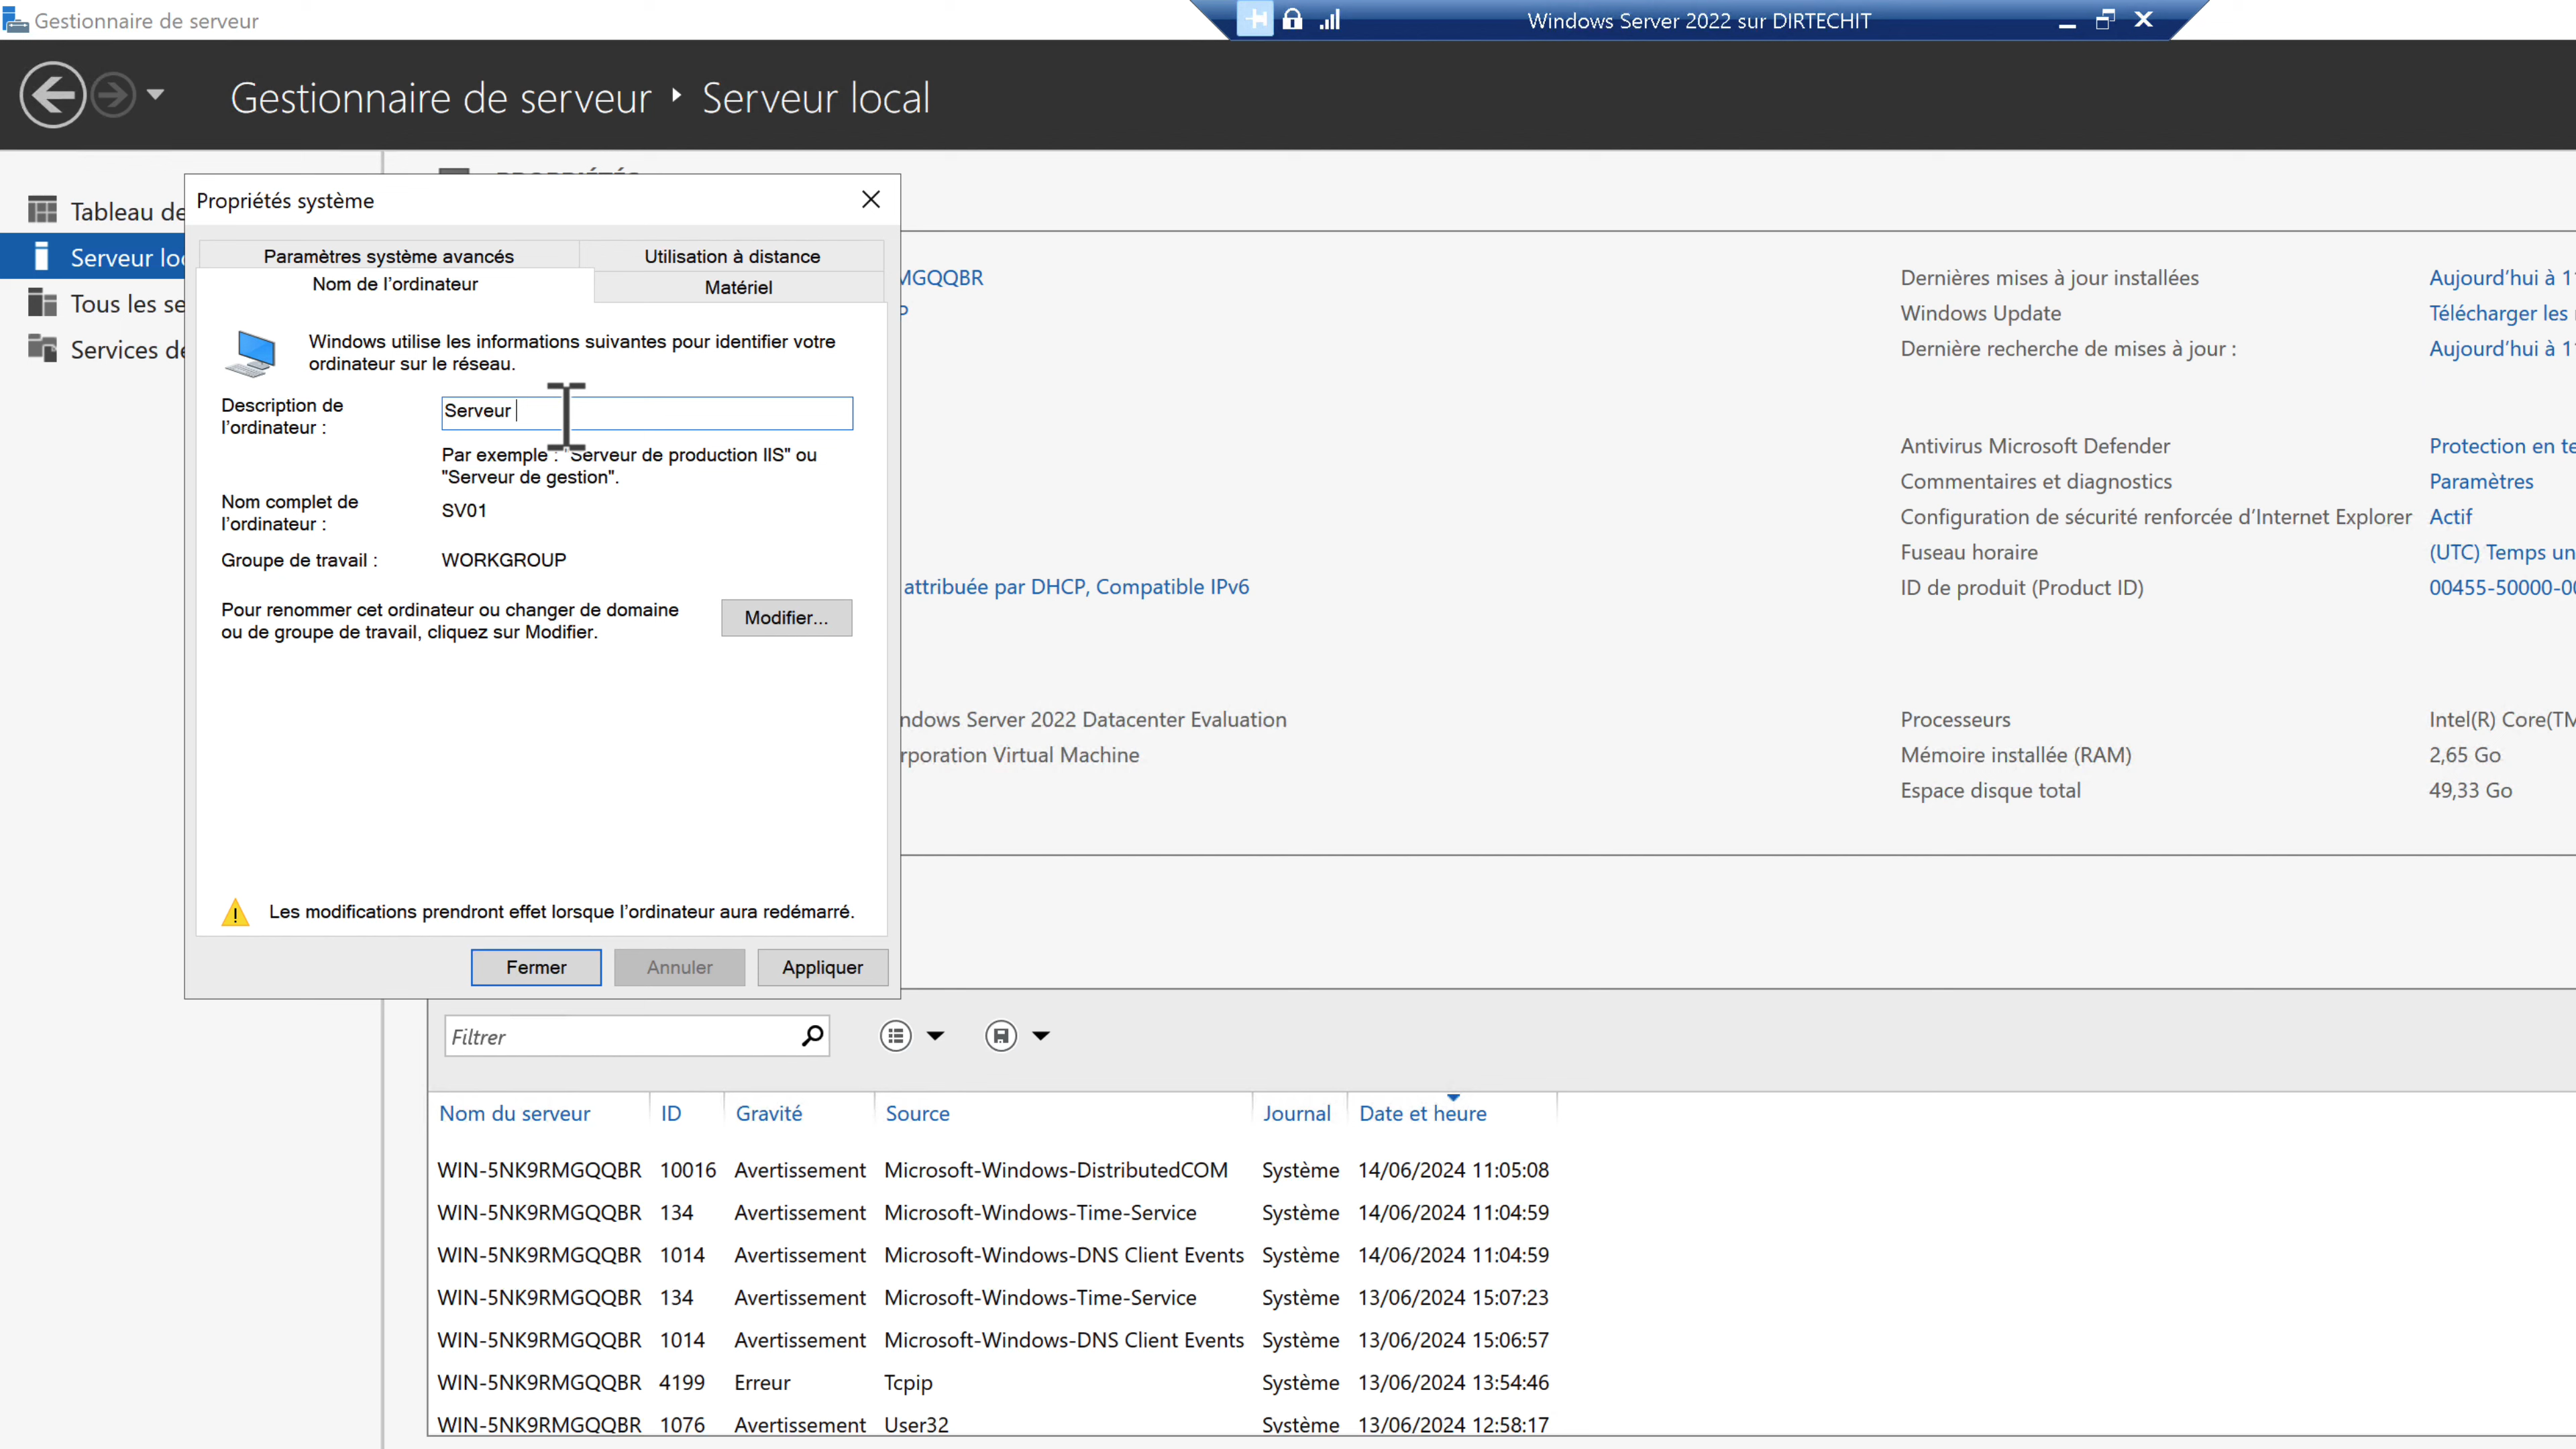 Gestionnaire de serveur
Windows Server 2022 sur DIRTECHIT
Gestionnaire de serveur ‣ Serveur local
Tableau de
Serveur loc
Tous les se
Services de
Propriétés système
Paramètres système avancés
Utilisation à distance
Nom de l'ordinateur
Matériel
Windows utilise les informations suivantes pour identifier votre
ordinateur sur le réseau.
Description de
l'ordinateur :
Serveur
Par exemple : "Serveur de production IIS" ou
"Serveur de gestion".
Nom complet de
l'ordinateur :
SV01
Groupe de travail :
WORKGROUP
Pour renommer cet ordinateur ou changer de domaine
ou de groupe de travail, cliquez sur Modifier.
Modifier...
Les modifications prendront effet lorsque l'ordinateur aura redémarré.
Fermer
Annuler
Appliquer
MGQQBR
P
attribuée par DHCP, Compatible IPv6
ndows Server 2022 Datacenter Evaluation
rporation Virtual Machine
Dernières mises à jour installées
Aujourd'hui à 1
Windows Update
Télécharger les
Dernière recherche de mises à jour :
Aujourd'hui à 1
Antivirus Microsoft Defender
Protection en te
Commentaires et diagnostics
Paramètres
Configuration de sécurité renforcée d'Internet Explorer
Actif
Fuseau horaire
(UTC) Temps un
ID de produit (Product ID)
00455-50000-00
Processeurs
Intel(R) Core(TM
Mémoire installée (RAM)
2,65 Go
Espace disque total
49,33 Go
Filtrer
Nom du serveur ID Gravité Source Journal Date et heure
WIN-5NK9RMGQQBR 10016 Avertissement Microsoft-Windows-DistributedCOM Système 14/06/2024 11:05:08
WIN-5NK9RMGQQBR 134 Avertissement Microsoft-Windows-Time-Service Système 14/06/2024 11:04:59
WIN-5NK9RMGQQBR 1014 Avertissement Microsoft-Windows-DNS Client Events Système 14/06/2024 11:04:59
WIN-5NK9RMGQQBR 134 Avertissement Microsoft-Windows-Time-Service Système 13/06/2024 15:07:23
WIN-5NK9RMGQQBR 1014 Avertissement Microsoft-Windows-DNS Client Events Système 13/06/2024 15:06:57
WIN-5NK9RMGQQBR 4199 Erreur Tcpip Système 13/06/2024 13:54:46
WIN-5NK9RMGQQBR 1076 Avertissement User32 Système 13/06/2024 12:58:17